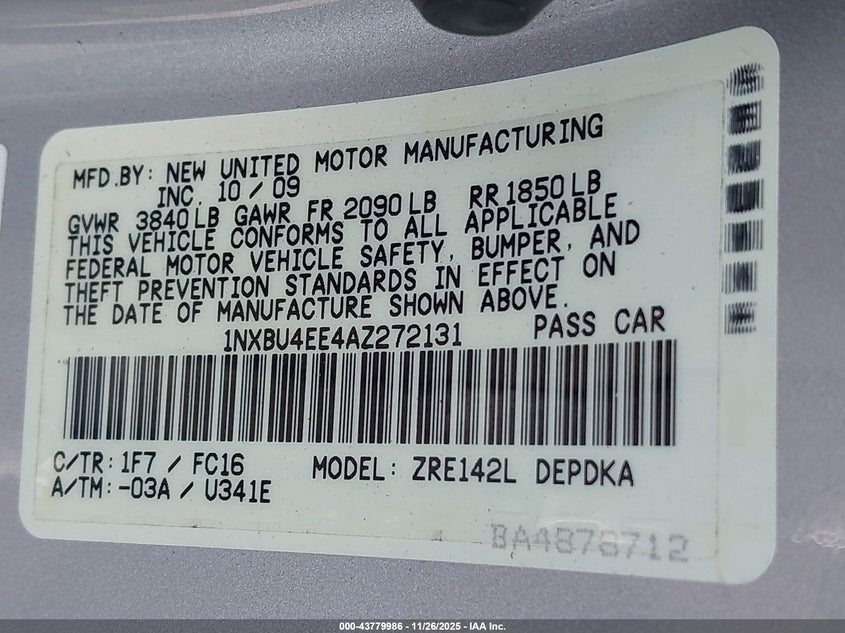 MFD.BY: NEW UNITED MOTOR MANUFACTURING
INC. 10 / 09
GVWR 3840 LB GAWR FR 2090 LB RR 1850 LB
THIS VEHICLE CONFORMS TO ALL APPLICABLE
FEDERAL MOTOR VEHICLE SAFETY, BUMPER, AND
THEFT PREVENTION STANDARDS IN EFFECT ON
THE DATE OF MANUFACTURE SHOWN ABOVE.
1NXBU4EE4AZ272131 PASS CAR
C/TR: 1F7 / FC16 MODEL: ZRE142L DEPDKA
A/TM: -03A / U341E
BA4876712
000-43779986 - 11/26/2025 - IAA Inc.